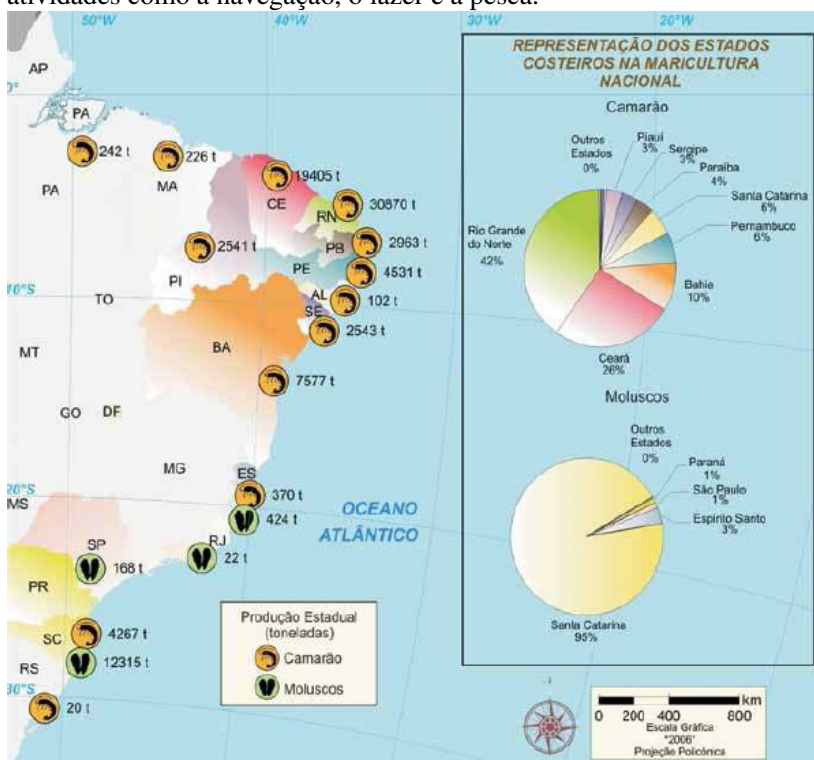 atividades como a navegação, o lazer e a pesca.
50°W
40°W
30°W
20°W
AP
0°
PA
242 t
226 t
PA
MA
19405 t
CE
RN
30870 t
2541 t
PB
2963 t
PI
PE
4531 t
10°S
TO
AL
102 t
SE
2543 t
MT
BA
7577 t
GO
DF
MG
ES
370 t
20°S
MS
424 t
OCEANO
ATLÂNTICO
SP
168 t
RJ
22 t
PR
SC
4267 t
RS
12315 t
30°S
20 t
Produção Estadual
(toneladas)
Camarão
Moluscos
REPRESENTAÇÃO DOS ESTADOS
COSTEIROS NA MARICULTURA
NACIONAL
Camarão
Outros
Estados
0%
Piauí
3%
Sergipe
3%
Paraíba
4%
Santa Catarina
6%
Pernambuco
6%
Bahia
10%
Ceará
26%
Rio Grande
do Norte
42%
Moluscos
Outros
Estados
0%
Paraná
1%
São Paulo
1%
Espírito Santo
3%
Santa Catarina
95%
km
0 200 400 800
Escala Gráfica
"2006"
Projeção Policônica